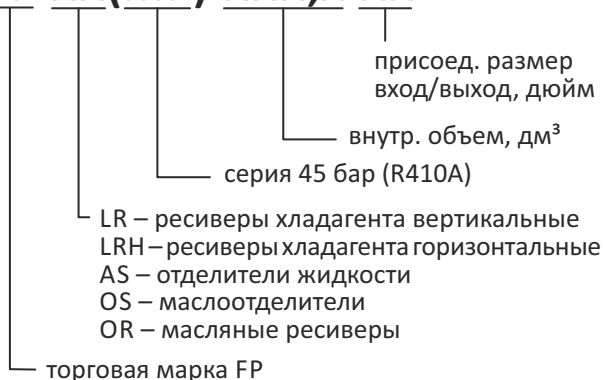 присоед. размер
вход/выход, дюйм
внутр. объем, дм³
серия 45 бар (R410A)
LR – ресиверы хладагента вертикальные
LRH – ресиверы хладагента горизонтальные
AS – отделители жидкости
OS – маслоотделители
OR – масляные ресиверы
торговая марка FP